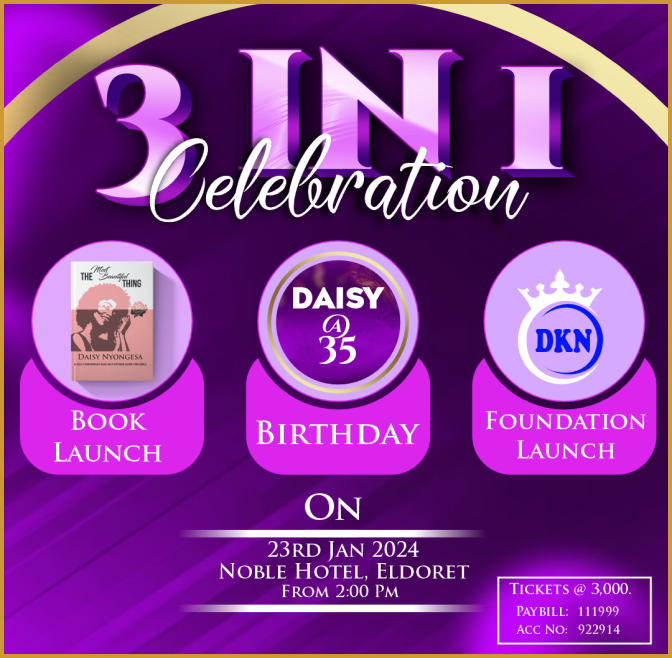 3 IN 1
Celebration
THE Most Beautiful THING
DAISY NYONGESA
DAISY
@
35
DKN
BOOK
LAUNCH
BIRTHDAY
FOUNDATION
LAUNCH
ON
23RD JAN 2024
NOBLE HOTEL, ELDORET
FROM 2:00 PM
TICKETS @ 3,000.
PAYBILL: 111999
ACC NO: 922914